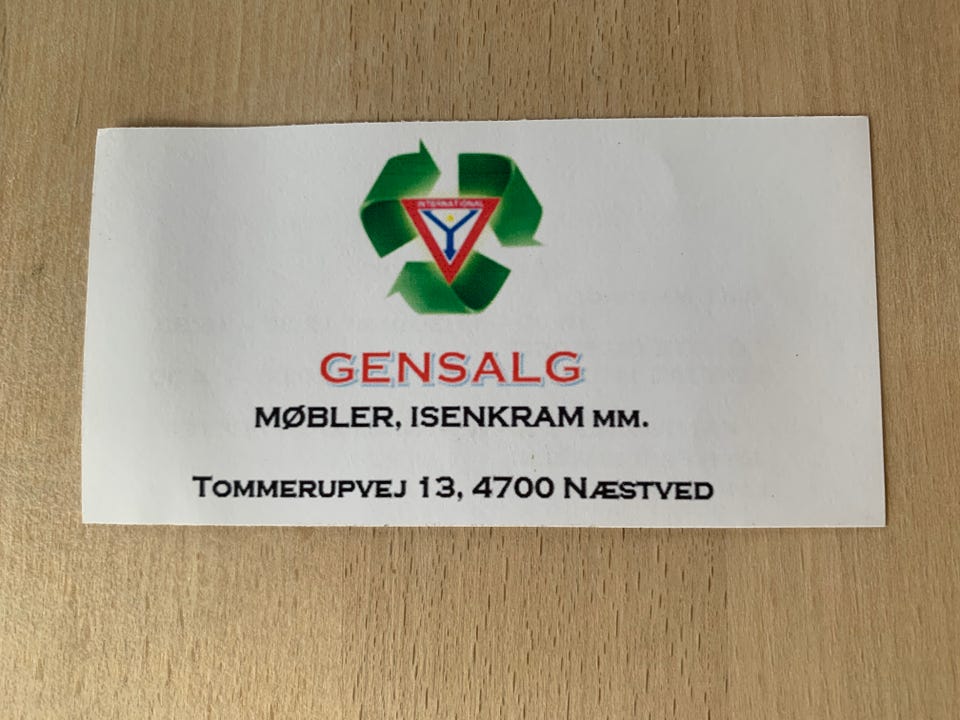 INTERNATIONAL
GENSALG
MØBLER, ISENKRAM MM.
TOMMERUPVEJ 13, 4700 NÆSTVED